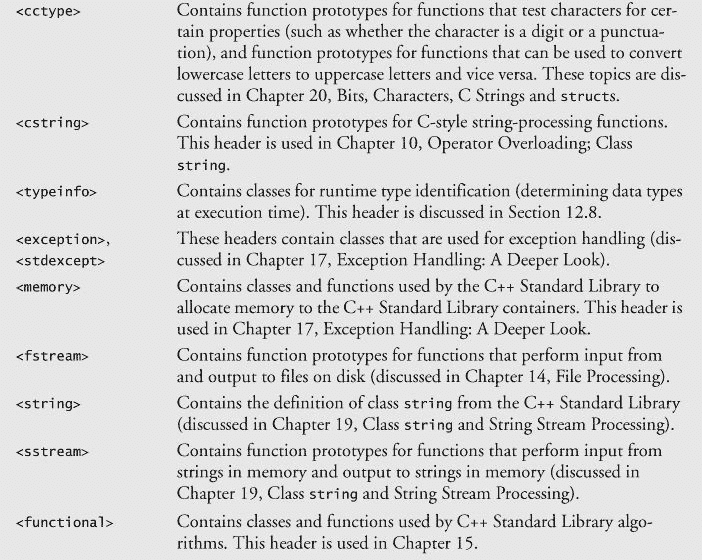 <cctype> Contains function prototypes for functions that test characters for cer-
tain properties (such as whether the character is a digit or a punctua-
tion), and function prototypes for functions that can be used to convert
lowercase letters to uppercase letters and vice versa. These topics are dis-
cussed in Chapter 20, Bits, Characters, C Strings and structs.
<cstring> Contains function prototypes for C-style string-processing functions.
This header is used in Chapter 10, Operator Overloading; Class
string.
<typeinfo> Contains classes for runtime type identification (determining data types
at execution time). This header is discussed in Section 12.8.
<exception>, These headers contain classes that are used for exception handling (dis-
<stdexcept> cussed in Chapter 17, Exception Handling: A Deeper Look).
<memory> Contains classes and functions used by the C++ Standard Library to
allocate memory to the C++ Standard Library containers. This header is
used in Chapter 17, Exception Handling: A Deeper Look.
<fstream> Contains function prototypes for functions that perform input from
and output to files on disk (discussed in Chapter 14, File Processing).
<string> Contains the definition of class string from the C++ Standard Library
(discussed in Chapter 19, Class string and String Stream Processing).
<sstream> Contains function prototypes for functions that perform input from
strings in memory and output to strings in memory (discussed in
Chapter 19, Class string and String Stream Processing).
<functional> Contains classes and functions used by C++ Standard Library algo-
rithms. This header is used in Chapter 15.